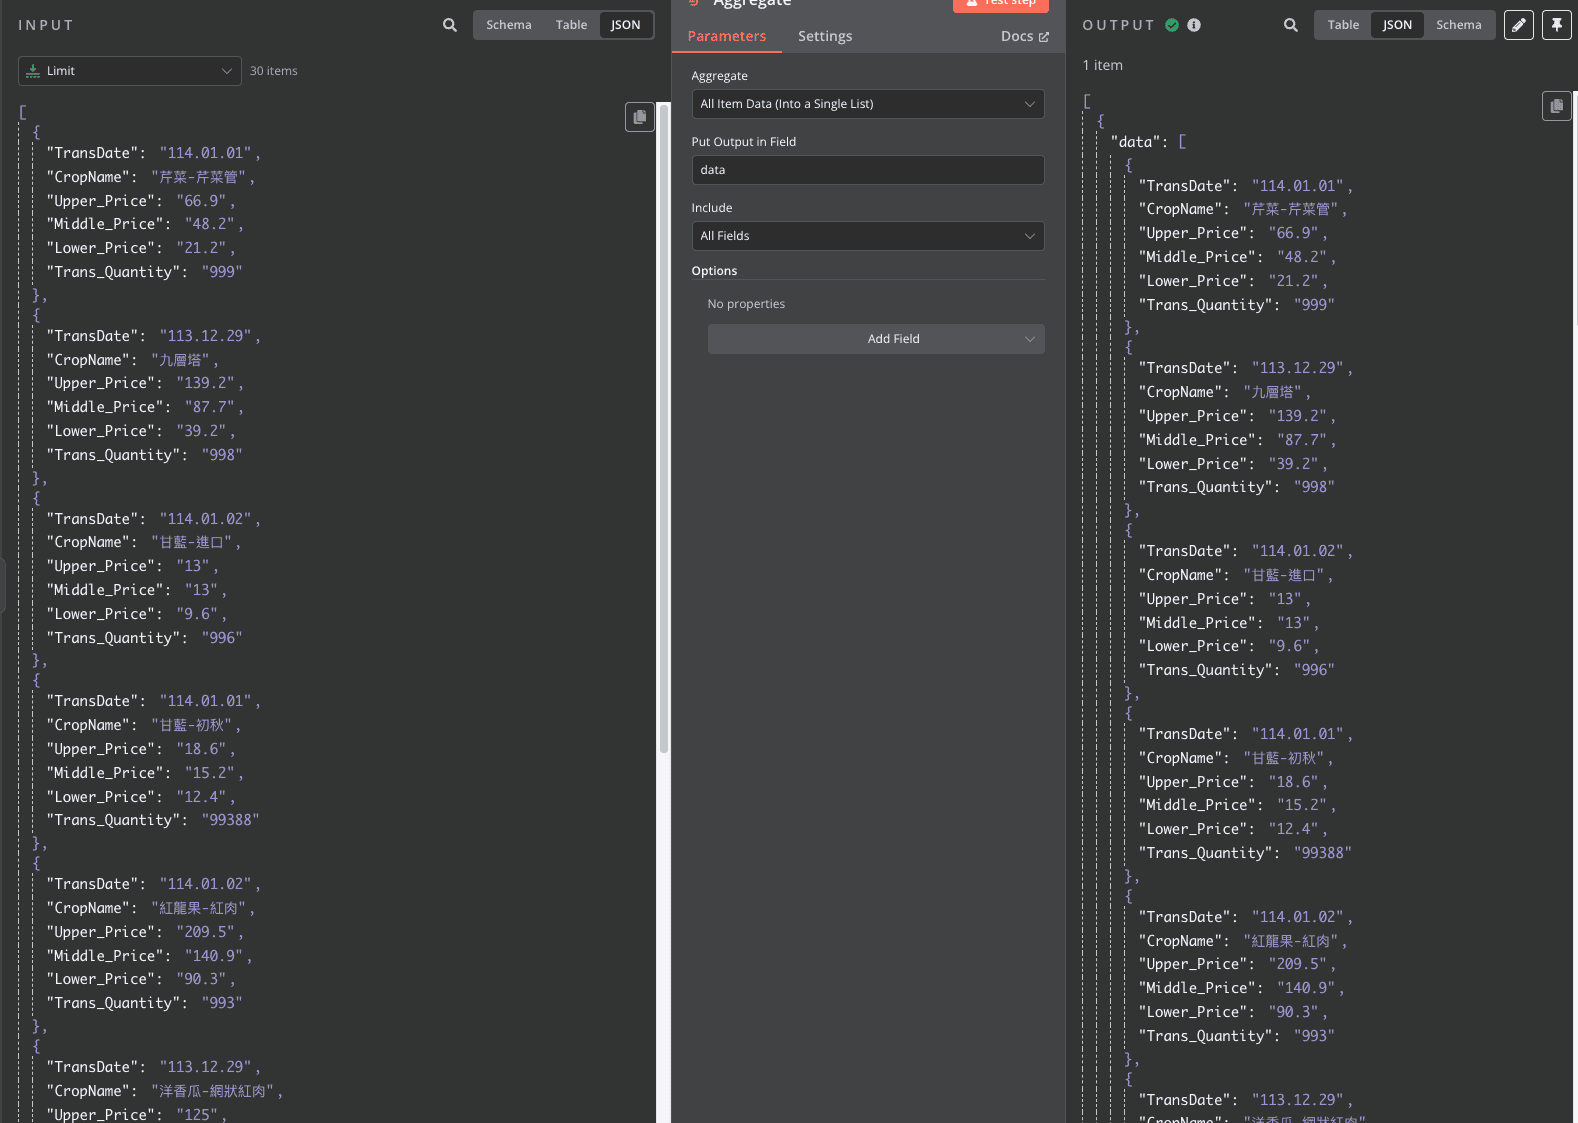 INPUT
Schema
Table
JSON
Limit
30 items
[
{
"TransDate": "114.01.01",
"CropName": "芹菜-芹菜管",
"Upper_Price": "66.9",
"Middle_Price": "48.2",
"Lower_Price": "21.2",
"Trans_Quantity": "999"
},
{
"TransDate": "113.12.29",
"CropName": "九層塔",
"Upper_Price": "139.2",
"Middle_Price": "87.7",
"Lower_Price": "39.2",
"Trans_Quantity": "998"
},
{
"TransDate": "114.01.02",
"CropName": "甘藍-進口",
"Upper_Price": "13",
"Middle_Price": "13",
"Lower_Price": "9.6",
"Trans_Quantity": "996"
},
{
"TransDate": "114.01.01",
"CropName": "甘藍-初秋",
"Upper_Price": "18.6",
"Middle_Price": "15.2",
"Lower_Price": "12.4",
"Trans_Quantity": "99388"
},
{
"TransDate": "114.01.02",
"CropName": "紅龍果-紅肉",
"Upper_Price": "209.5",
"Middle_Price": "140.9",
"Lower_Price": "90.3",
"Trans_Quantity": "993"
},
{
"TransDate": "113.12.29",
"CropName": "洋香瓜-網狀紅肉",
"Upper_Price": "125",
Aggregate
Test step
Parameters
Settings
Docs
Aggregate
All Item Data (Into a Single List)
Put Output in Field
data
Include
All Fields
Options
No properties
Add Field
OUTPUT
Table
JSON
Schema
1 item
[
{
"data": [
{
"TransDate": "114.01.01",
"CropName": "芹菜-芹菜管",
"Upper_Price": "66.9",
"Middle_Price": "48.2",
"Lower_Price": "21.2",
"Trans_Quantity": "999"
},
{
"TransDate": "113.12.29",
"CropName": "九層塔",
"Upper_Price": "139.2",
"Middle_Price": "87.7",
"Lower_Price": "39.2",
"Trans_Quantity": "998"
},
{
"TransDate": "114.01.02",
"CropName": "甘藍-進口",
"Upper_Price": "13",
"Middle_Price": "13",
"Lower_Price": "9.6",
"Trans_Quantity": "996"
},
{
"TransDate": "114.01.01",
"CropName": "甘藍-初秋",
"Upper_Price": "18.6",
"Middle_Price": "15.2",
"Lower_Price": "12.4",
"Trans_Quantity": "99388"
},
{
"TransDate": "114.01.02",
"CropName": "紅龍果-紅肉",
"Upper_Price": "209.5",
"Middle_Price": "140.9",
"Lower_Price": "90.3",
"Trans_Quantity": "993"
},
{
"TransDate": "113.12.29",
"CropName": "洋香瓜-網狀紅肉"